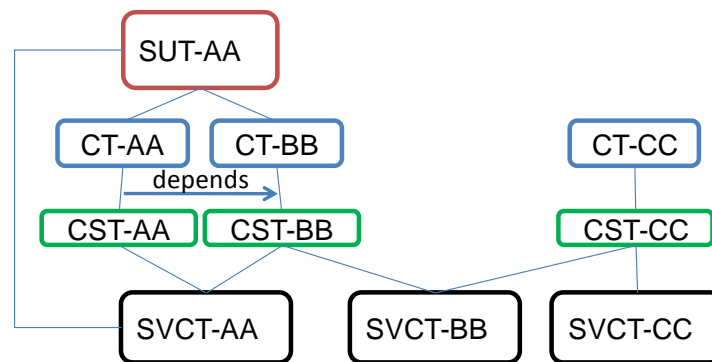 SUT-AA
CT-AA
CT-BB
CT-CC
depends
CST-AA
CST-BB
CST-CC
SVCT-AA
SVCT-BB
SVCT-CC